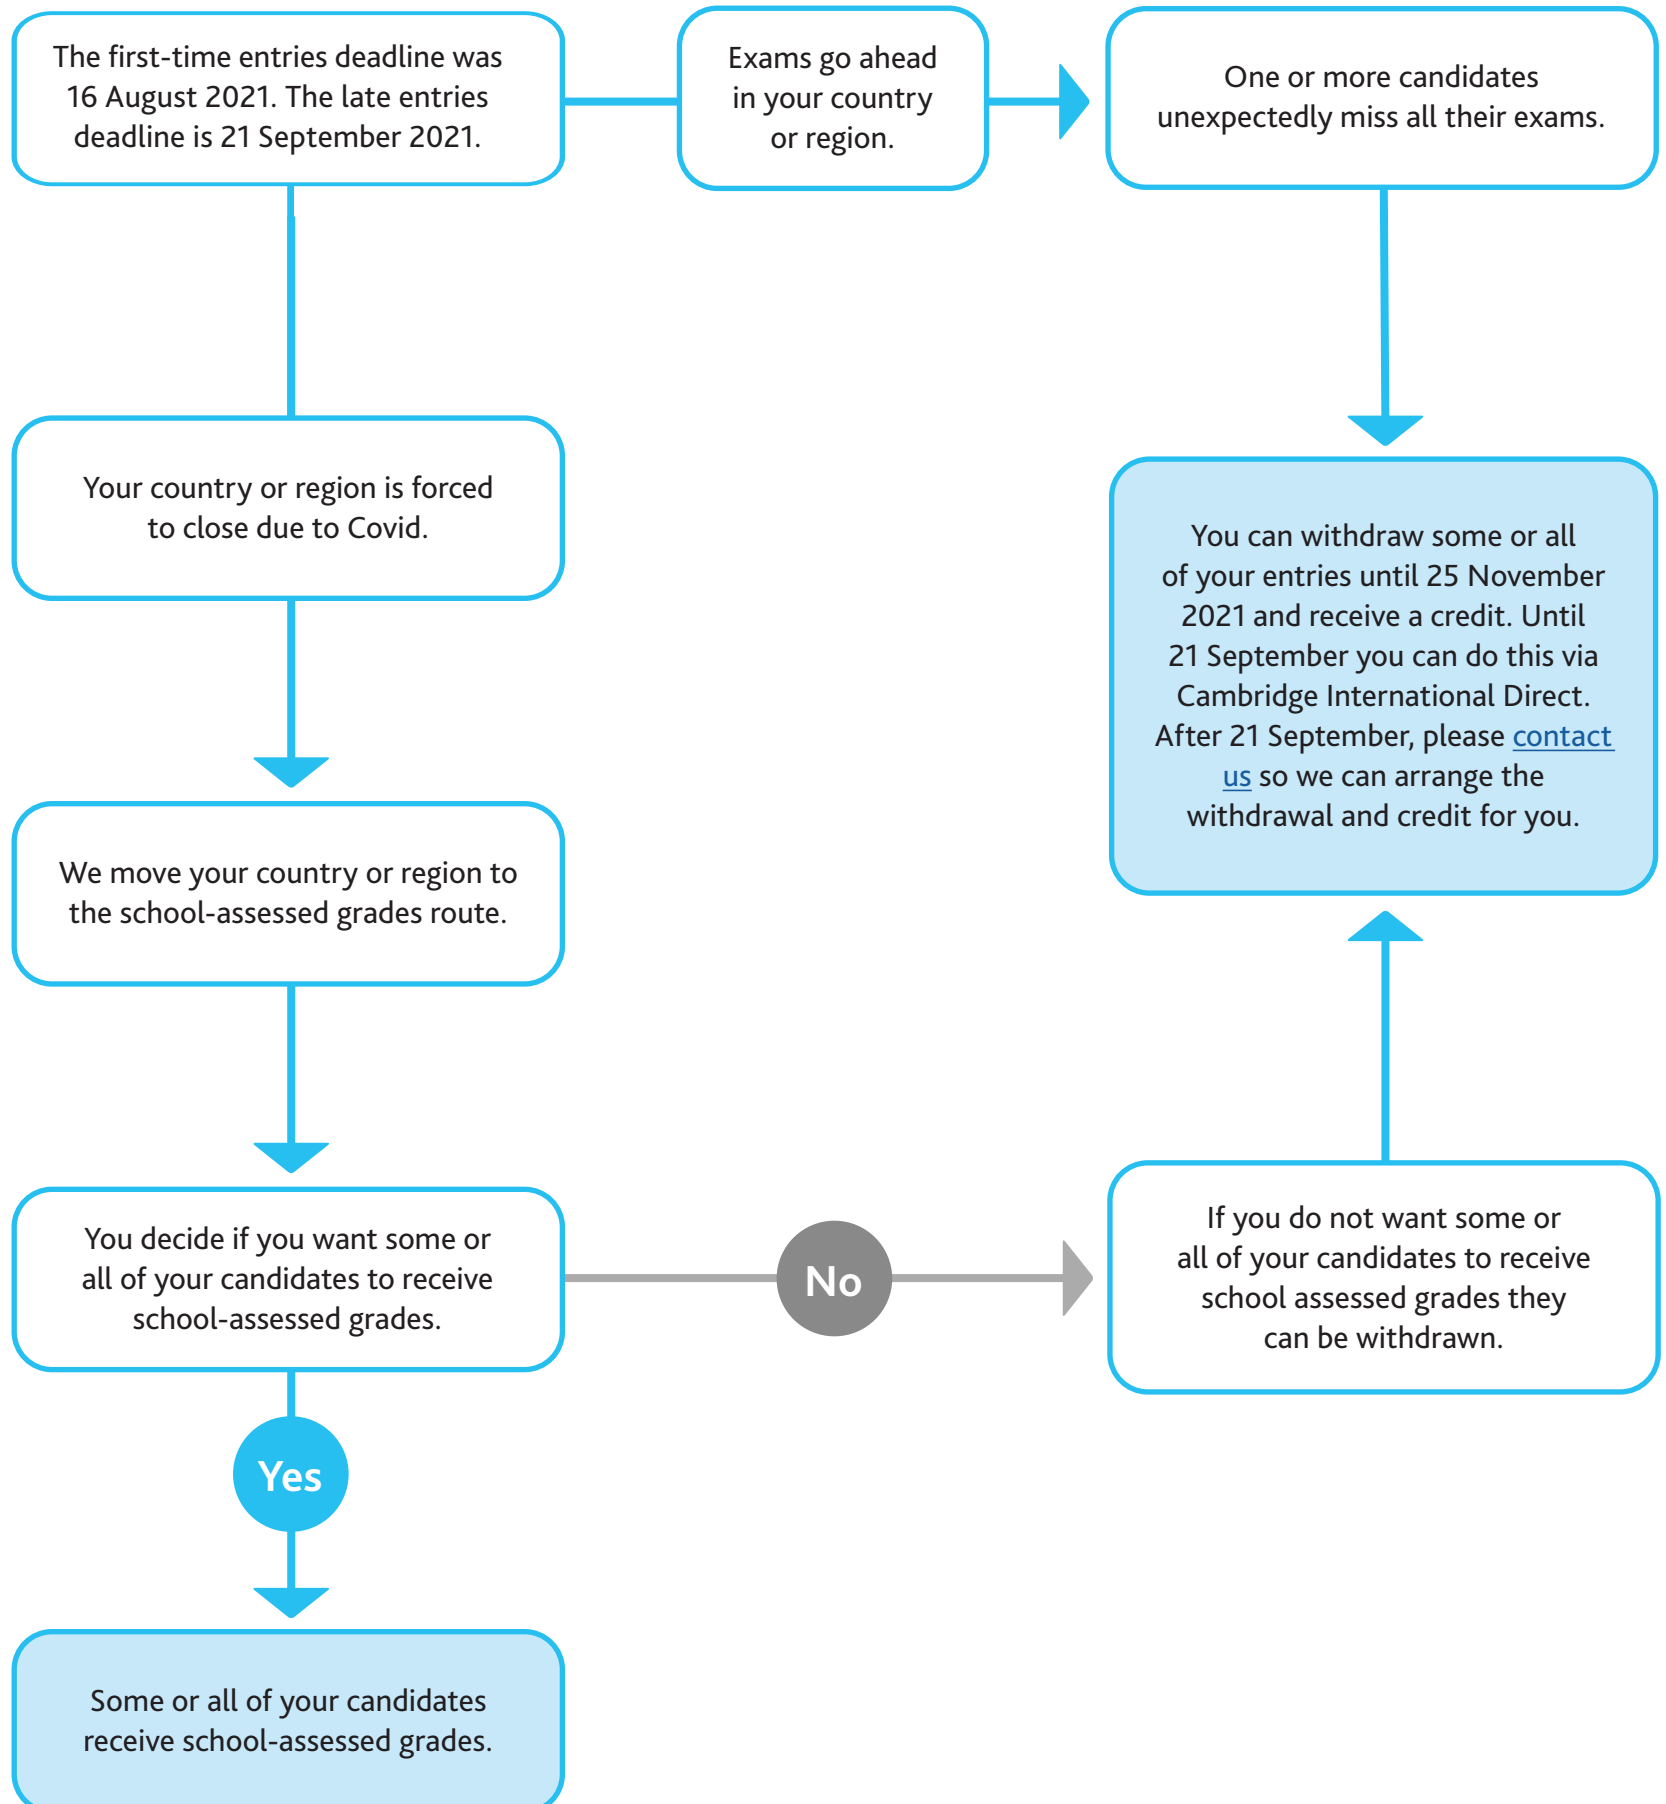 The first-time entries deadline was
16 August 2021. The late entries
deadline is 21 September 2021.
Exams go ahead
in your country
or region.
One or more candidates
unexpectedly miss all their exams.
Your country or region is forced
to close due to Covid.
You can withdraw some or all
of your entries until 25 November
2021 and receive a credit. Until
21 September you can do this via
Cambridge International Direct.
After 21 September, please contact
us so we can arrange the
withdrawal and credit for you.
We move your country or region to
the school-assessed grades route.
You decide if you want some or
all of your candidates to receive
school-assessed grades.
No
If you do not want some or
all of your candidates to receive
school assessed grades they
can be withdrawn.
Yes
Some or all of your candidates
receive school-assessed grades.